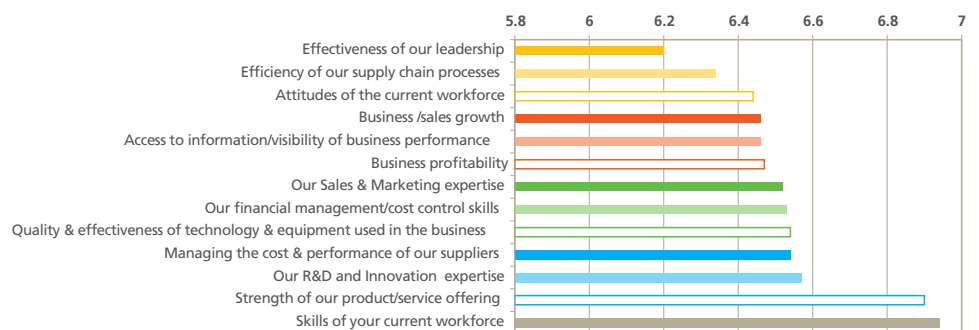 5.8 6 6.2 6.4 6.6 6.8 7
Effectiveness of our leadership
Efficiency of our supply chain processes
Attitudes of the current workforce
Business /sales growth
Access to information/visibility of business performance
Business profitability
Our Sales & Marketing expertise
Our financial management/cost control skills
Quality & effectiveness of technology & equipment used in the business
Managing the cost & performance of our suppliers
Our R&D and Innovation expertise
Strength of our product/service offering
Skills of your current workforce